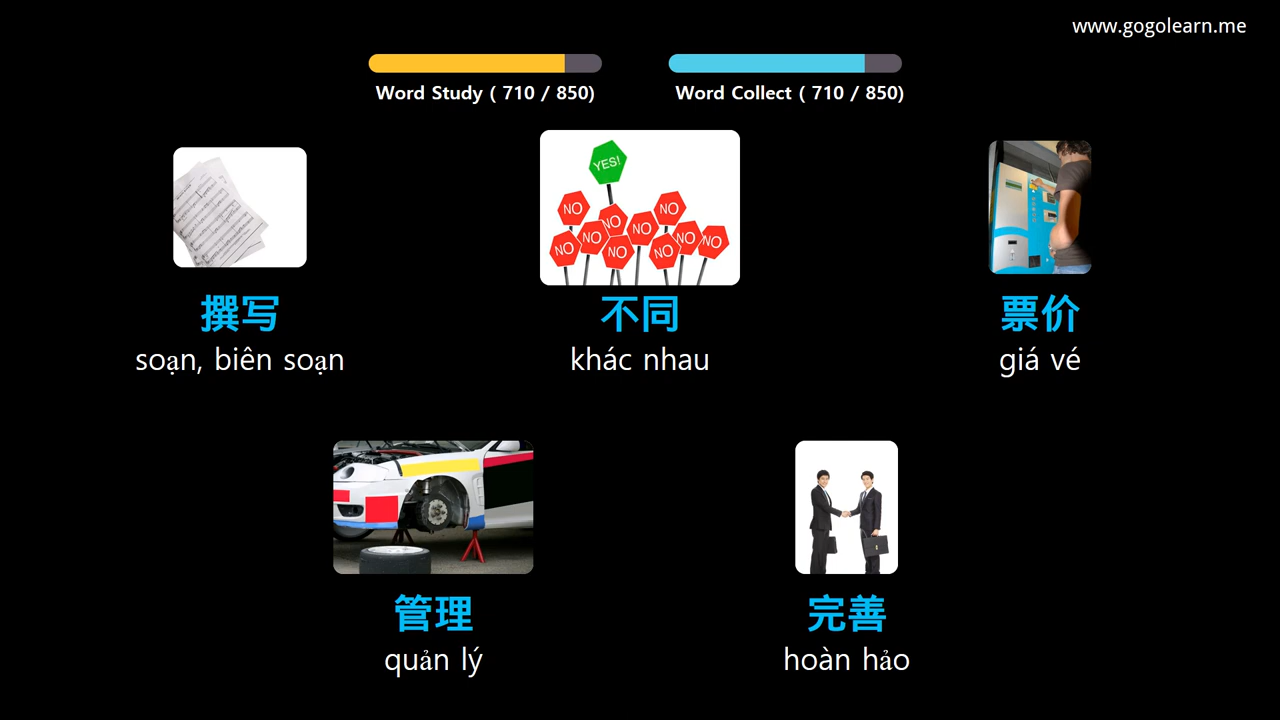 www.gogolearn.me
Word Study ( 710 / 850)
Word Collect ( 710 / 850)
YES!
NO
NO
NO
NO
NO
NO
NO
NO
NO
NO
撰写
不同
票价
soạn, biên soạn
khác nhau
giá vé
管理
完善
quản lý
hoàn hảo